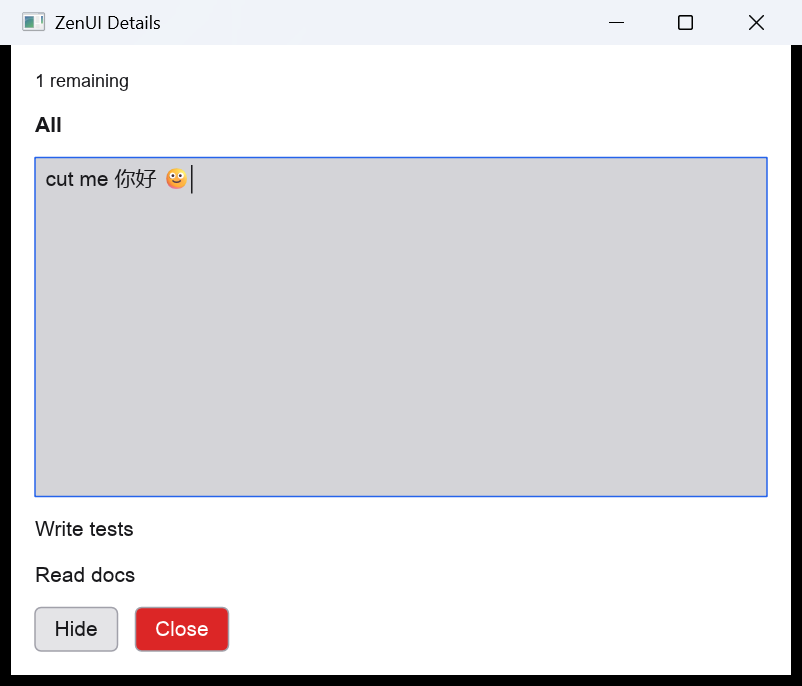 ZenUI Details
1 remaining
All
cut me 你好 🙂
Write tests
Read docs
Hide
Close